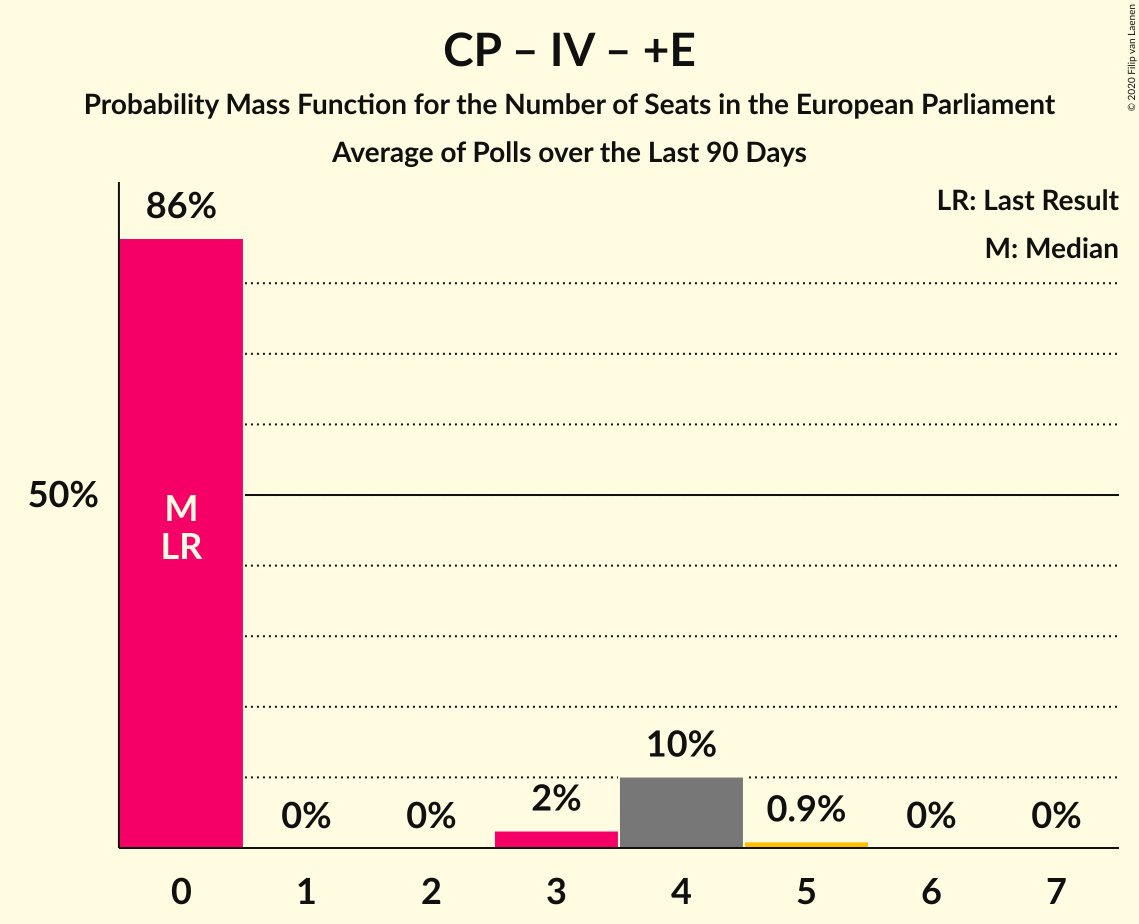 CP – IV – +E
Probability Mass Function for the Number of Seats in the European Parliament
Average of Polls over the Last 90 Days
© 2020 Filip van Laenen
LR: Last Result
M: Median
86%
50%
M
LR
0%
0%
2%
10%
0.9%
0%
0%
0 1 2 3 4 5 6 7